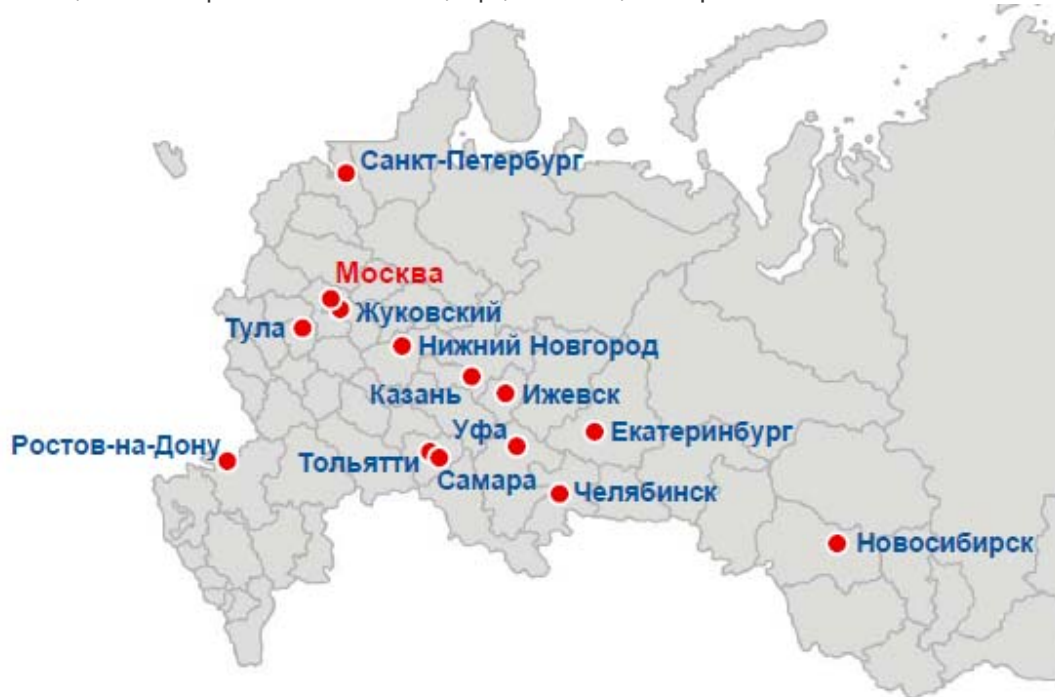 Санкт-Петербург
Москва
Жуковский
Тула
Нижний Новгород
Казань
Ижевск
Уфа
Екатеринбург
Ростов-на-Дону
Тольятти
Самара
Челябинск
Новосибирск